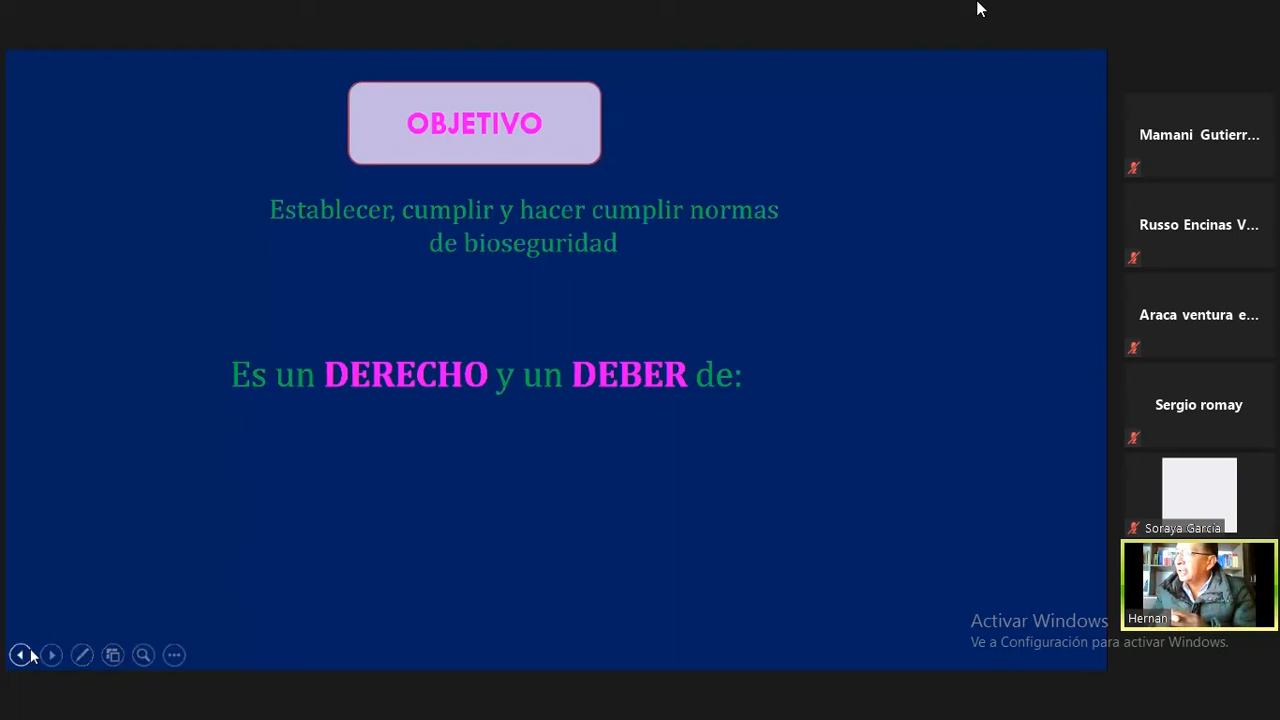 OBJETIVO
Establecer, cumplir y hacer cumplir normas
de bioseguridad
Es un DERECHO y un DEBER de:
Mamani Gutierr...
Russo Encinas V...
Araca ventura e...
Sergio romay
Soraya Garcia
Hernan
Activar Windows
Ve a Configuración para activar Windows.